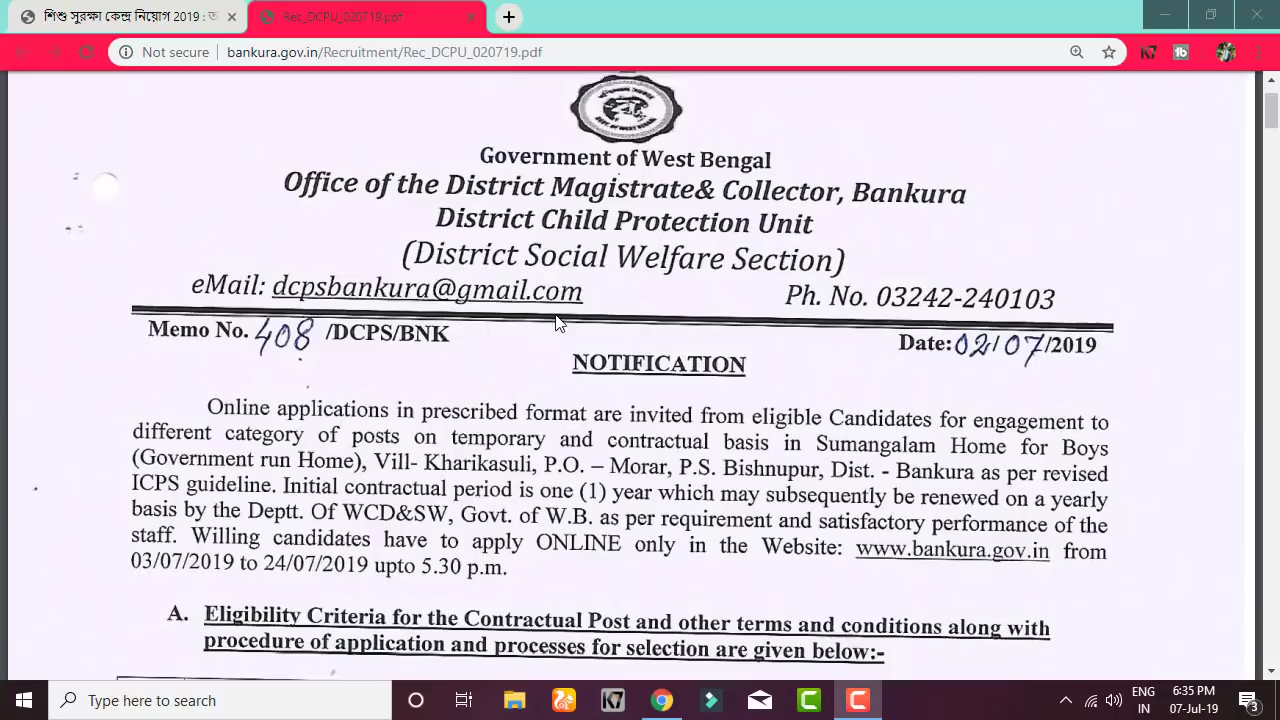 শিশু সুরক্ষা কেন্দ্র নিয়োগ 2019 :
Rec_DCPU_020719.pdf
Not secure
bankura.gov.in/Recruitment/Rec_DCPU_020719.pdf
Government of West Bengal
Office of the District Magistrate& Collector, Bankura
District Child Protection Unit
(District Social Welfare Section)
eMail: dcpsbankura@gmail.com Ph. No. 03242-240103
Memo No. 408 /DCPS/BNK Date: 02/07/2019
NOTIFICATION
Online applications in prescribed format are invited from eligible Candidates for engagement to
different category of posts on temporary and contractual basis in Sumangalam Home for Boys
(Government run Home), Vill- Kharikasuli, P.O. – Morar, P.S. Bishnupur, Dist. - Bankura as per revised
ICPS guideline. Initial contractual period is one (1) year which may subsequently be renewed on a yearly
basis by the Deptt. Of WCD&SW, Govt. of W.B. as per requirement and satisfactory performance of the
staff. Willing candidates have to apply ONLINE only in the Website: www.bankura.gov.in from
03/07/2019 to 24/07/2019 upto 5.30 p.m.
A. Eligibility Criteria for the Contractual Post and other terms and conditions along with
procedure of application and processes for selection are given below:-
Type here to search
ENG
IN
6:35 PM
07-Jul-19
3